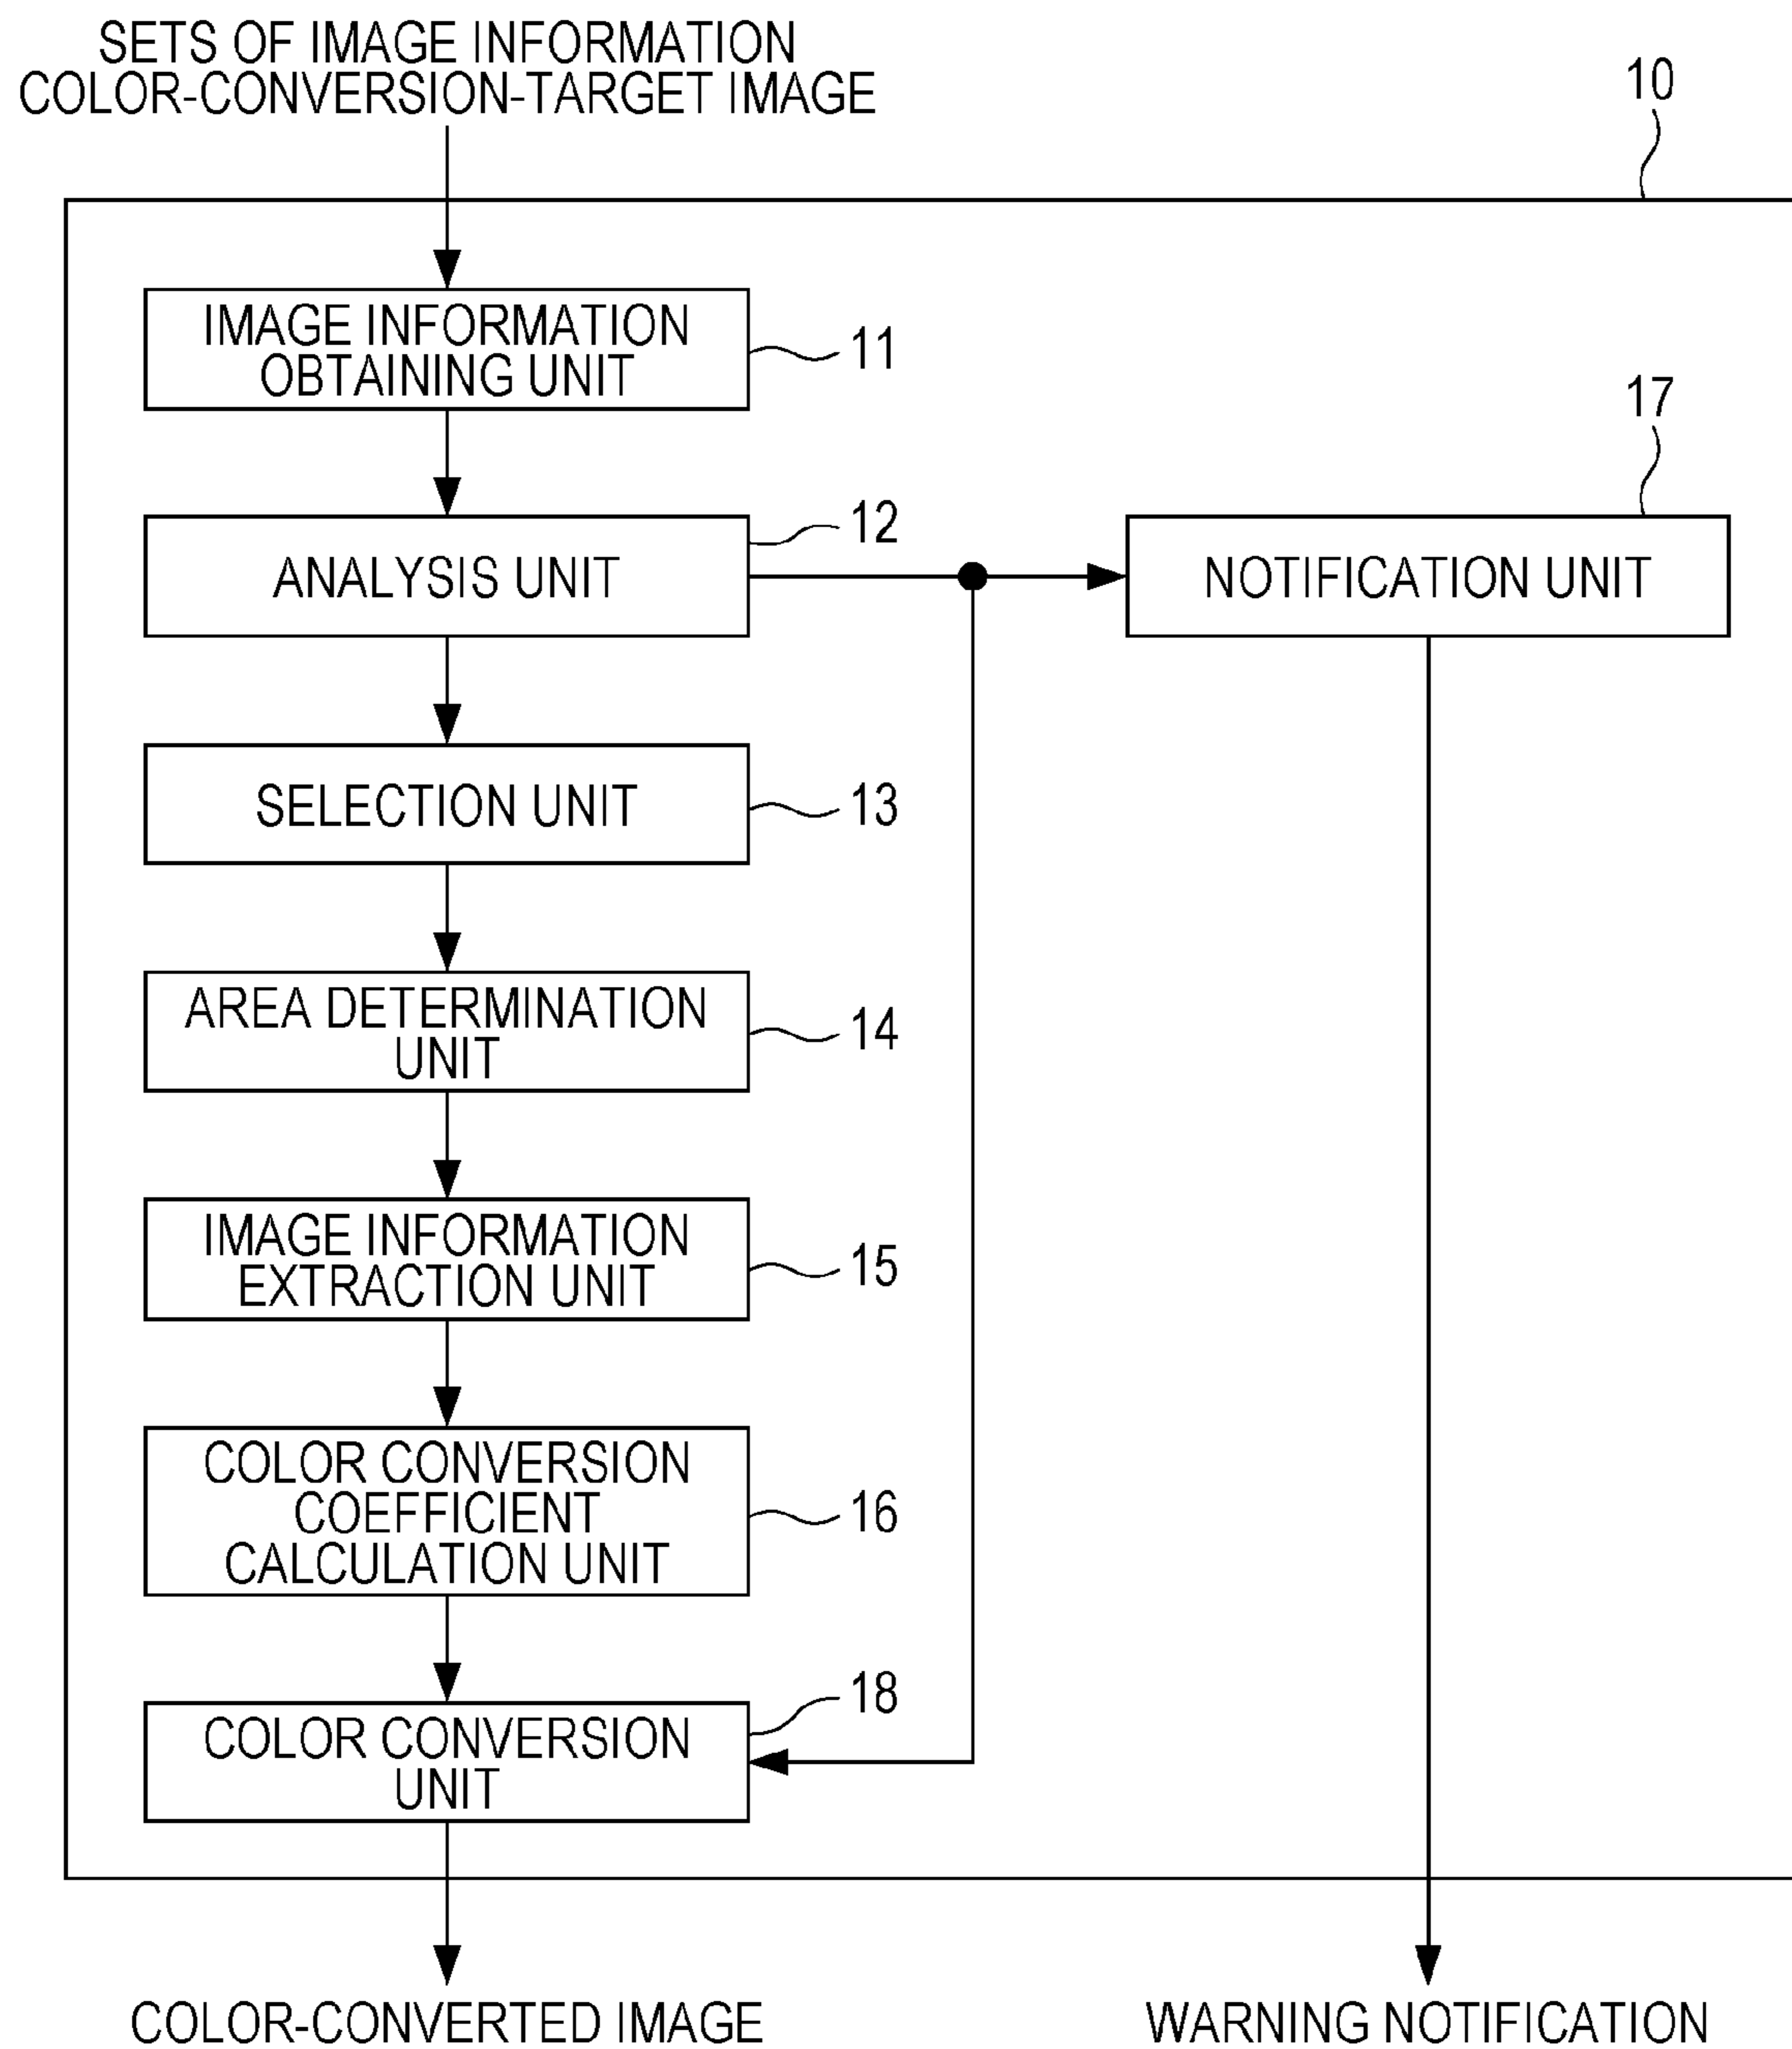 SETS OF IMAGE INFORMATION
COLOR-CONVERSION-TARGET IMAGE
10
IMAGE INFORMATION
OBTAINING UNIT
11
17
12
ANALYSIS UNIT
NOTIFICATION UNIT
SELECTION UNIT
13
AREA DETERMINATION
UNIT
14
IMAGE INFORMATION
EXTRACTION UNIT
15
COLOR CONVERSION
COEFFICIENT
CALCULATION UNIT
16
18
COLOR CONVERSION
UNIT
COLOR-CONVERTED IMAGE
WARNING NOTIFICATION